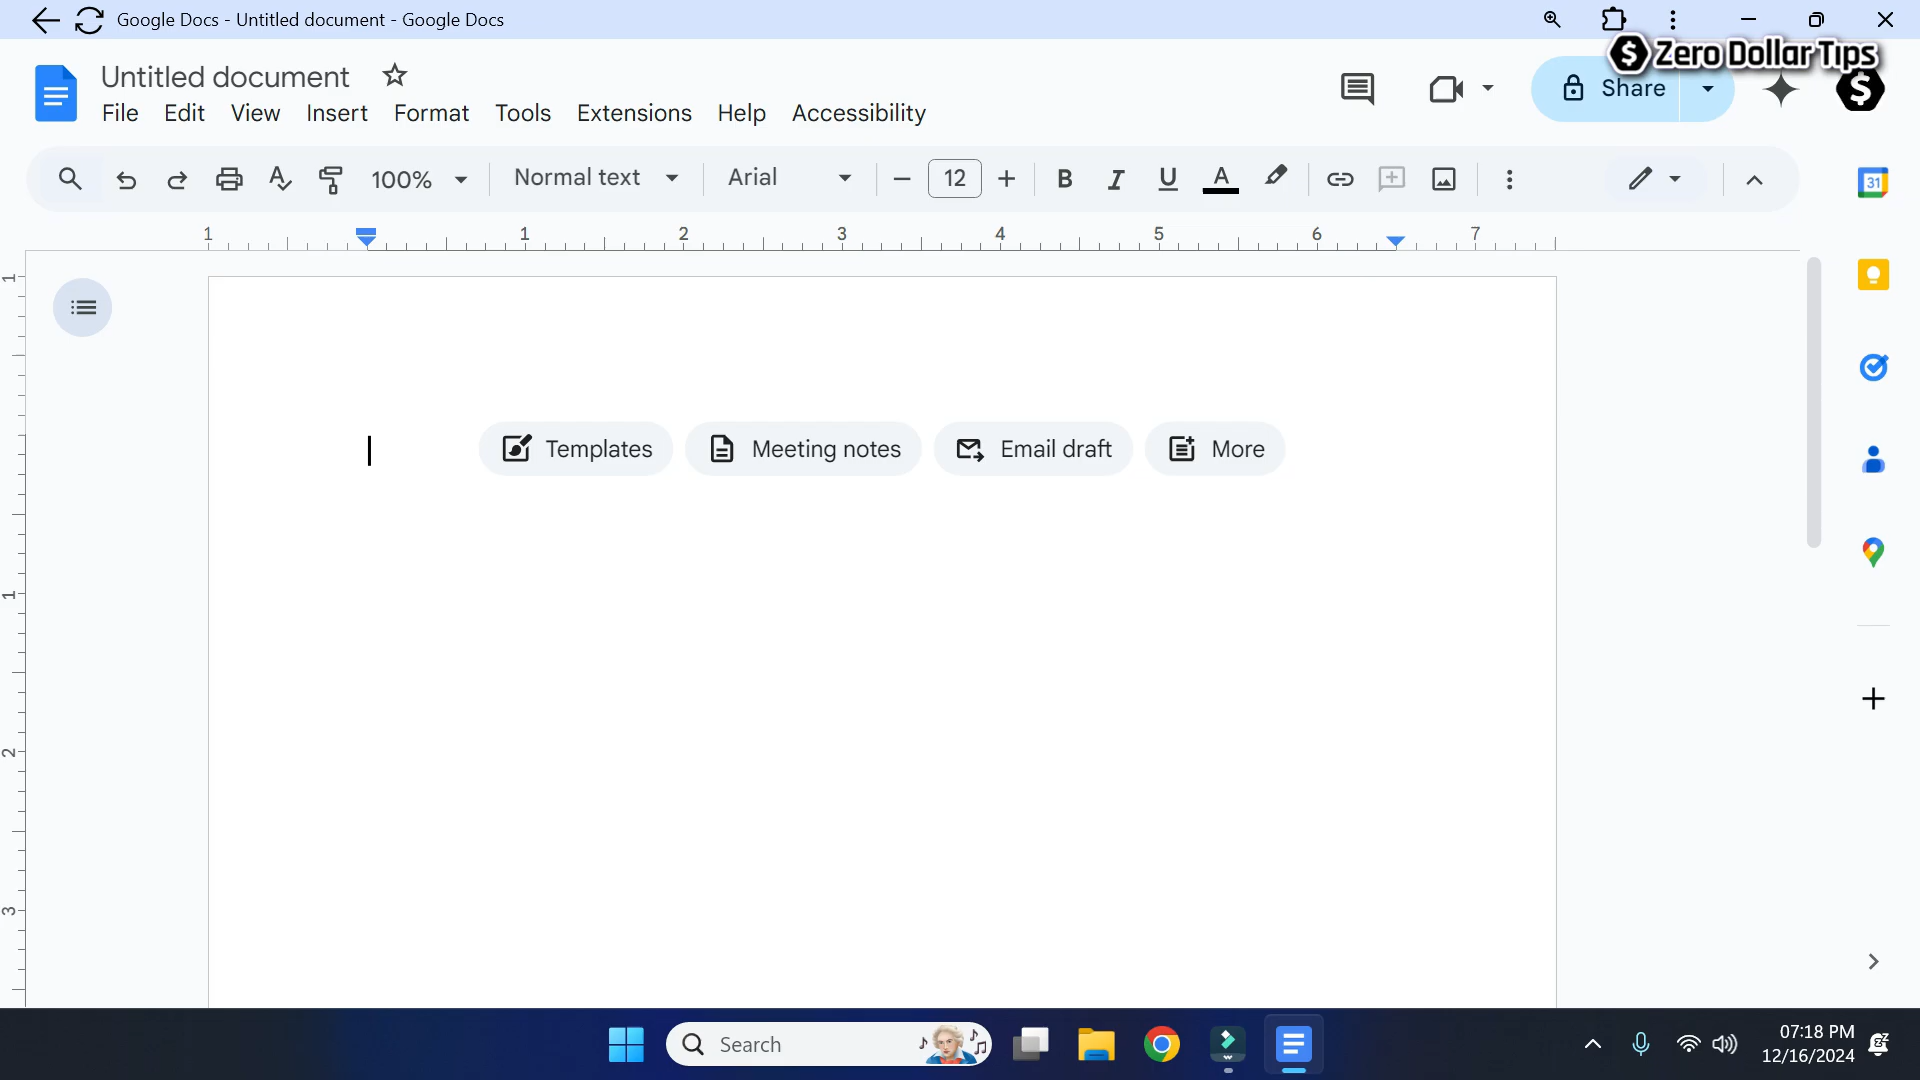 Google Docs - Untitled document - Google Docs
Zero Dollar Tips
Untitled document
Share
File Edit View Insert Format Tools Extensions Help Accessibility
100% Normal text Arial 12 B I U A
31
1 1 2 3 4 5 6 7
1
Templates Meeting notes Email draft More
1
2
3
Search
07:18 PM
12/16/2024